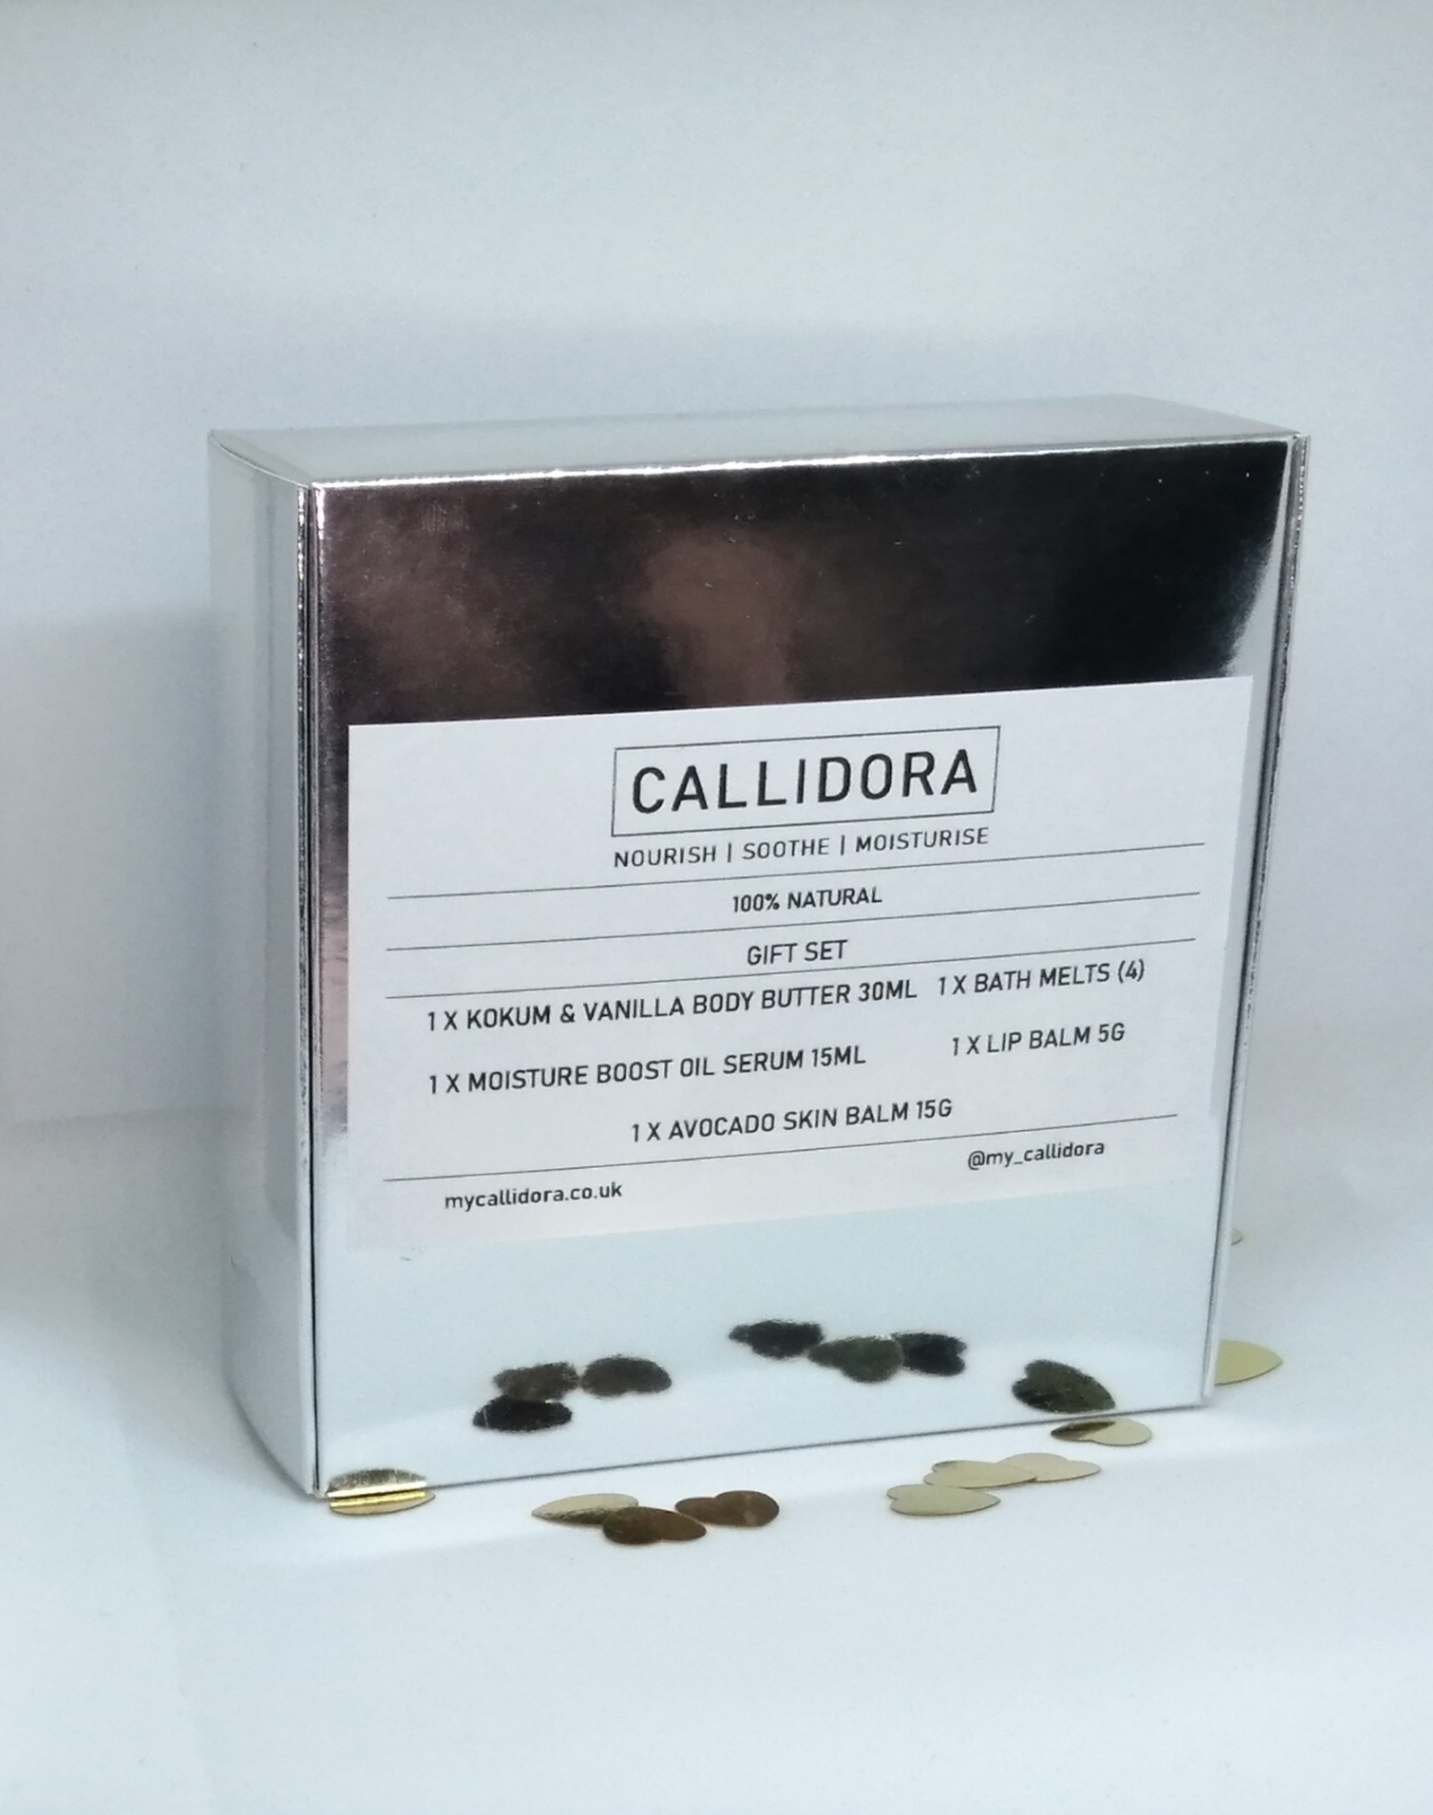 CALLIDORA
NOURISH | SOOTHE | MOISTURISE
100% NATURAL
GIFT SET
1 X KOKUM & VANILLA BODY BUTTER 30ML 1 X BATH MELTS (4)
1 X MOISTURE BOOST OIL SERUM 15ML 1 X LIP BALM 5G
1 X AVOCADO SKIN BALM 15G
mycallidora.co.uk @my_callidora